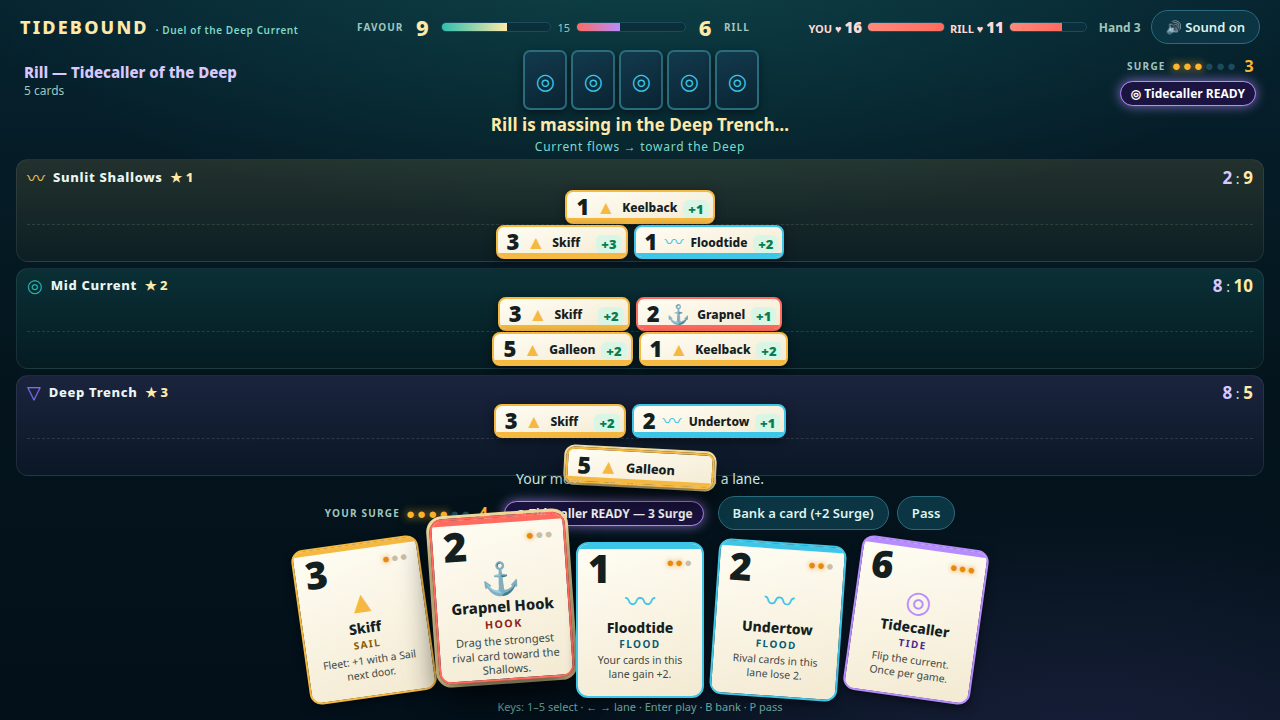 TIDEBOUND · Duel of the Deep Current
FAVOUR 9 15 6 RILL
YOU ♥ 16 RILL ♥ 11 Hand 3 🔊 Sound on
Rill — Tidecaller of the Deep
5 cards
SURGE 3
◎ Tidecaller READY
Rill is massing in the Deep Trench…
Current flows → toward the Deep
Sunlit Shallows ★ 1 2 : 9
1 ▲ Keelback +1
3 ▲ Skiff +3 1 Floodtide +2
Mid Current ★ 2 8 : 10
3 ▲ Skiff +2 2 ⚓ Grapnel +1
5 ▲ Galleon +2 1 ▲ Keelback +2
Deep Trench ★ 3 8 : 5
3 ▲ Skiff +2 2 Undertow +1
5 ▲ Galleon
Your a lane.
YOUR SURGE 4 READY — 3 Surge Bank a card (+2 Surge) Pass
3
Skiff
SAIL
Fleet: +1 with a Sail
next door.
2
Grapnel Hook
HOOK
Drag the strongest
rival card toward the
Shallows.
1
Floodtide
FLOOD
Your cards in this
lane gain +2.
2
Undertow
FLOOD
Rival cards in this
lane lose 2.
6
Tidecaller
TIDE
Flip the current.
Once per game.
Keys: 1–5 select · ← → lane · Enter play · B bank · P pass